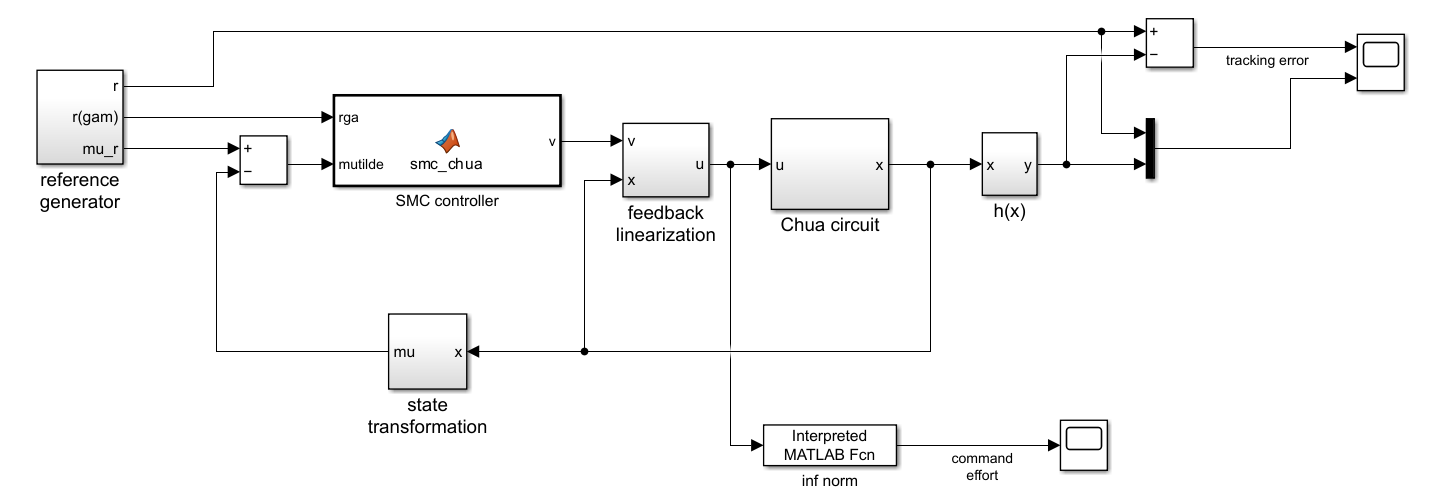 r
r(gam)
mu_r
reference
generator
+
−
rga
mutilde
smc_chua
v
SMC controller
v
x
u
feedback
linearization
u
x
Chua circuit
x
y
h(x)
+
−
tracking error
mu
x
state
transformation
Interpreted
MATLAB Fcn
inf norm
command
effort